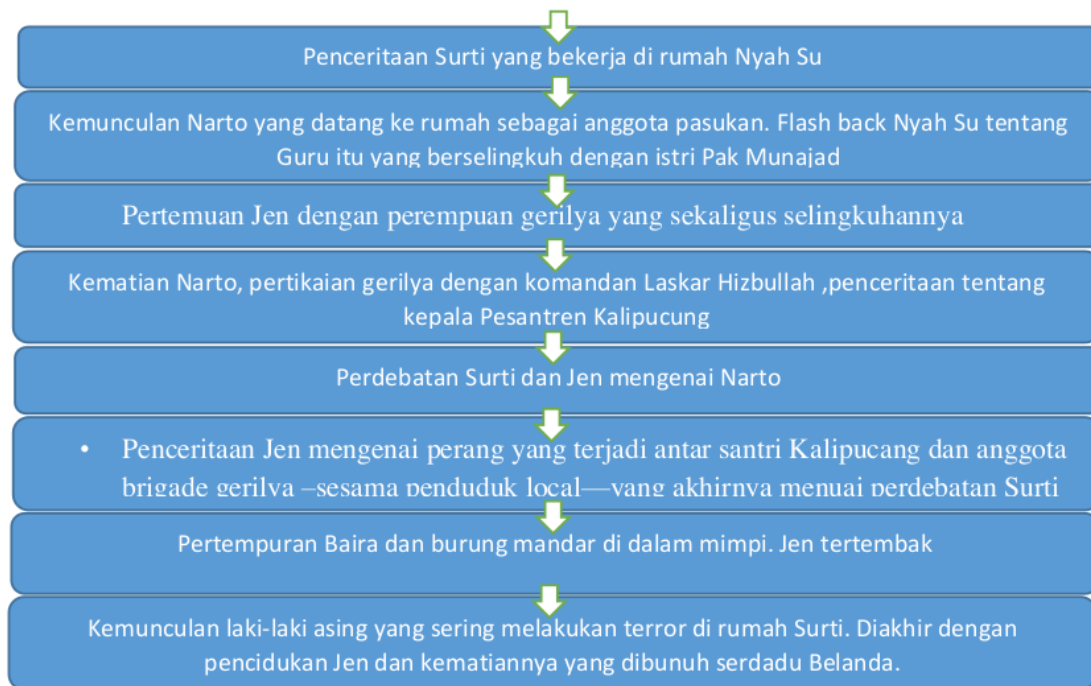 Penceritaan Surti yang bekerja di rumah Nyah Su
Kemunculan Narto yang datang ke rumah sebagai anggota pasukan. Flash back Nyah Su tentang
Guru itu yang berselingkuh dengan istri Pak Munajad
Pertemuan Jen dengan perempuan gerilya yang sekaligus selingkuhannya
Kematian Narto, pertikaian gerilya dengan komandan Laskar Hizbullah ,penceritaan tentang
kepala Pesantren Kalipucung
Perdebatan Surti dan Jen mengenai Narto
• Penceritaan Jen mengenai perang yang terjadi antar santri Kalipucang dan anggota
brigade gerilya –sesama penduduk local—yang akhirnya menuai perdebatan Surti
Pertempuran Baira dan burung mandar di dalam mimpi. Jen tertembak
Kemunculan laki-laki asing yang sering melakukan terror di rumah Surti. Diakhir dengan
pencidukan Jen dan kematiannya yang dibunuh serdadu Belanda.